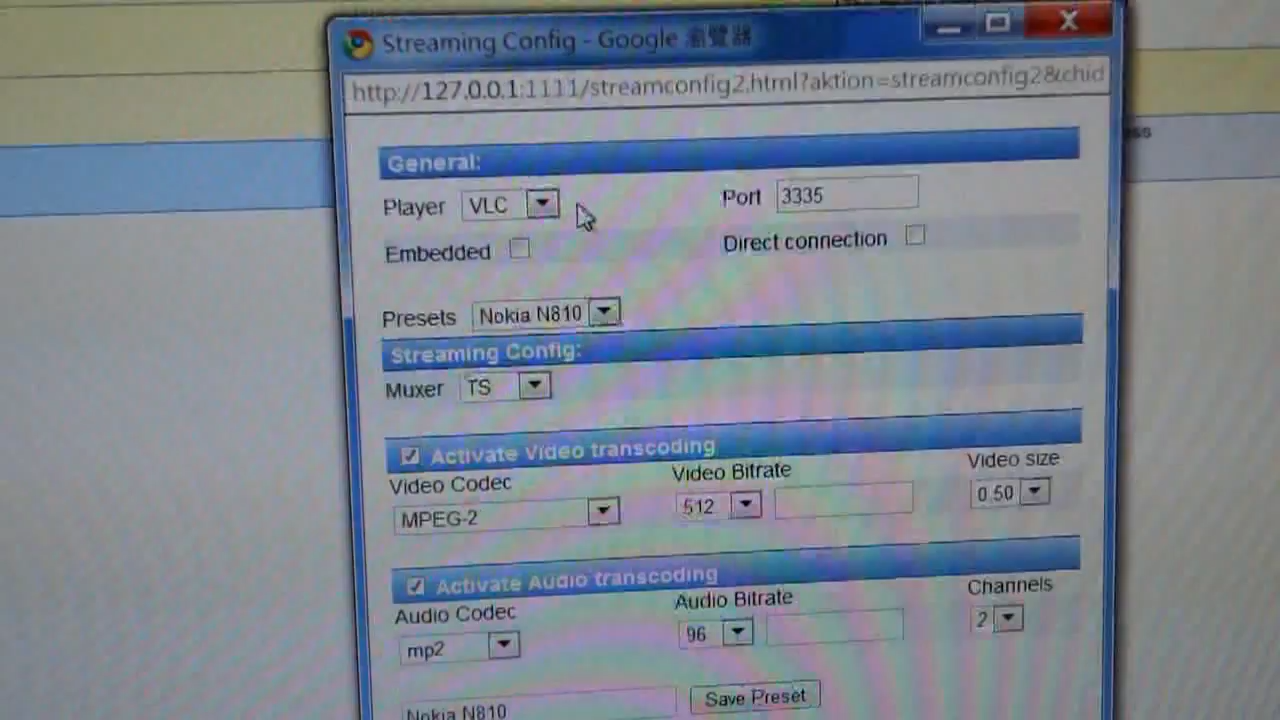 Streaming Config - Google 瀏覽器
http://127.0.0.1:1111/streamconfig2.html?aktion=streamconfig2&chid
General:
Player VLC Port 3335
Embedded Direct connection
Presets Nokia N810
Streaming Config:
Muxer TS
Activate Video transcoding
Video Codec Video Bitrate Video size
MPEG-2 512 0.50
Activate Audio transcoding
Audio Codec Audio Bitrate Channels
mp2 96 2
Nokia N810 Save Preset